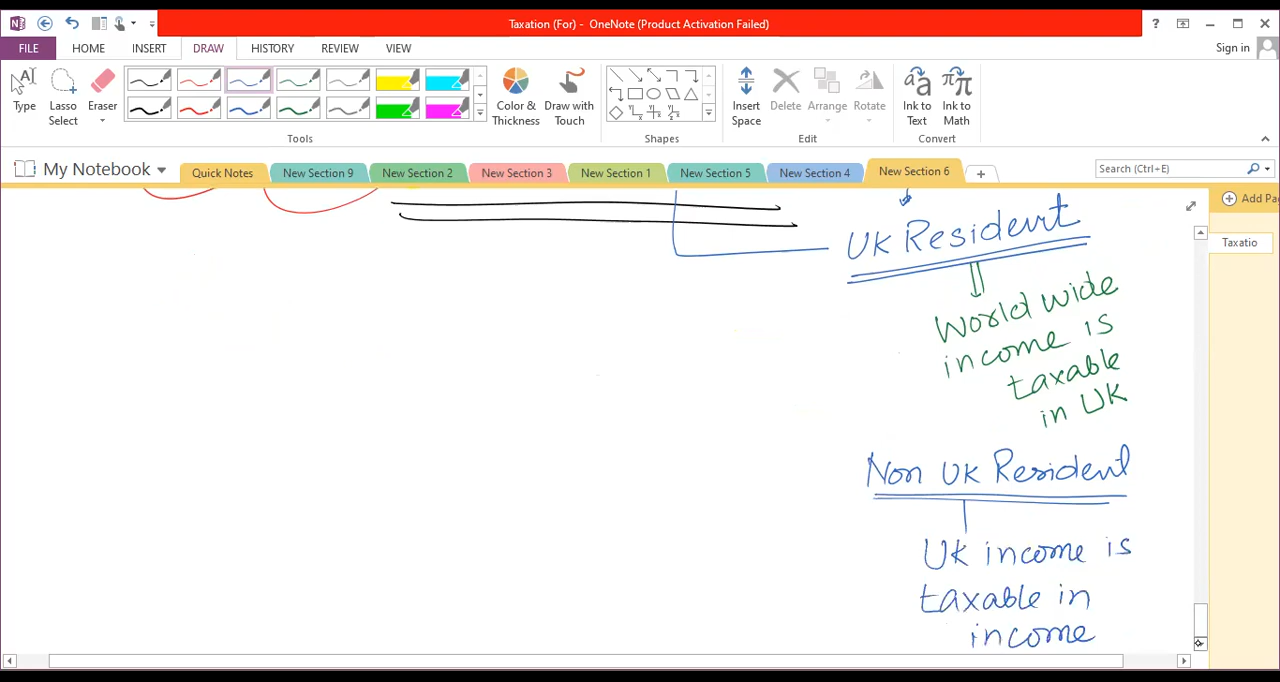 Taxation (For) - OneNote (Product Activation Failed)
?
FILE HOME INSERT DRAW HISTORY REVIEW VIEW
Sign in
Type
Lasso Select
Eraser
Color & Thickness
Draw with Touch
Insert Space
Delete
Arrange
Rotate
Ink to Text
Ink to Math
Tools Shapes Edit Convert
My Notebook Quick Notes New Section 9 New Section 2 New Section 3 New Section 1 New Section 5 New Section 4 New Section 6
Search (Ctrl+E)
Add Pa
Taxatio
UK Resident
World wide
income is
taxable
in UK
Non UK Resident
UK income is
taxable in
income